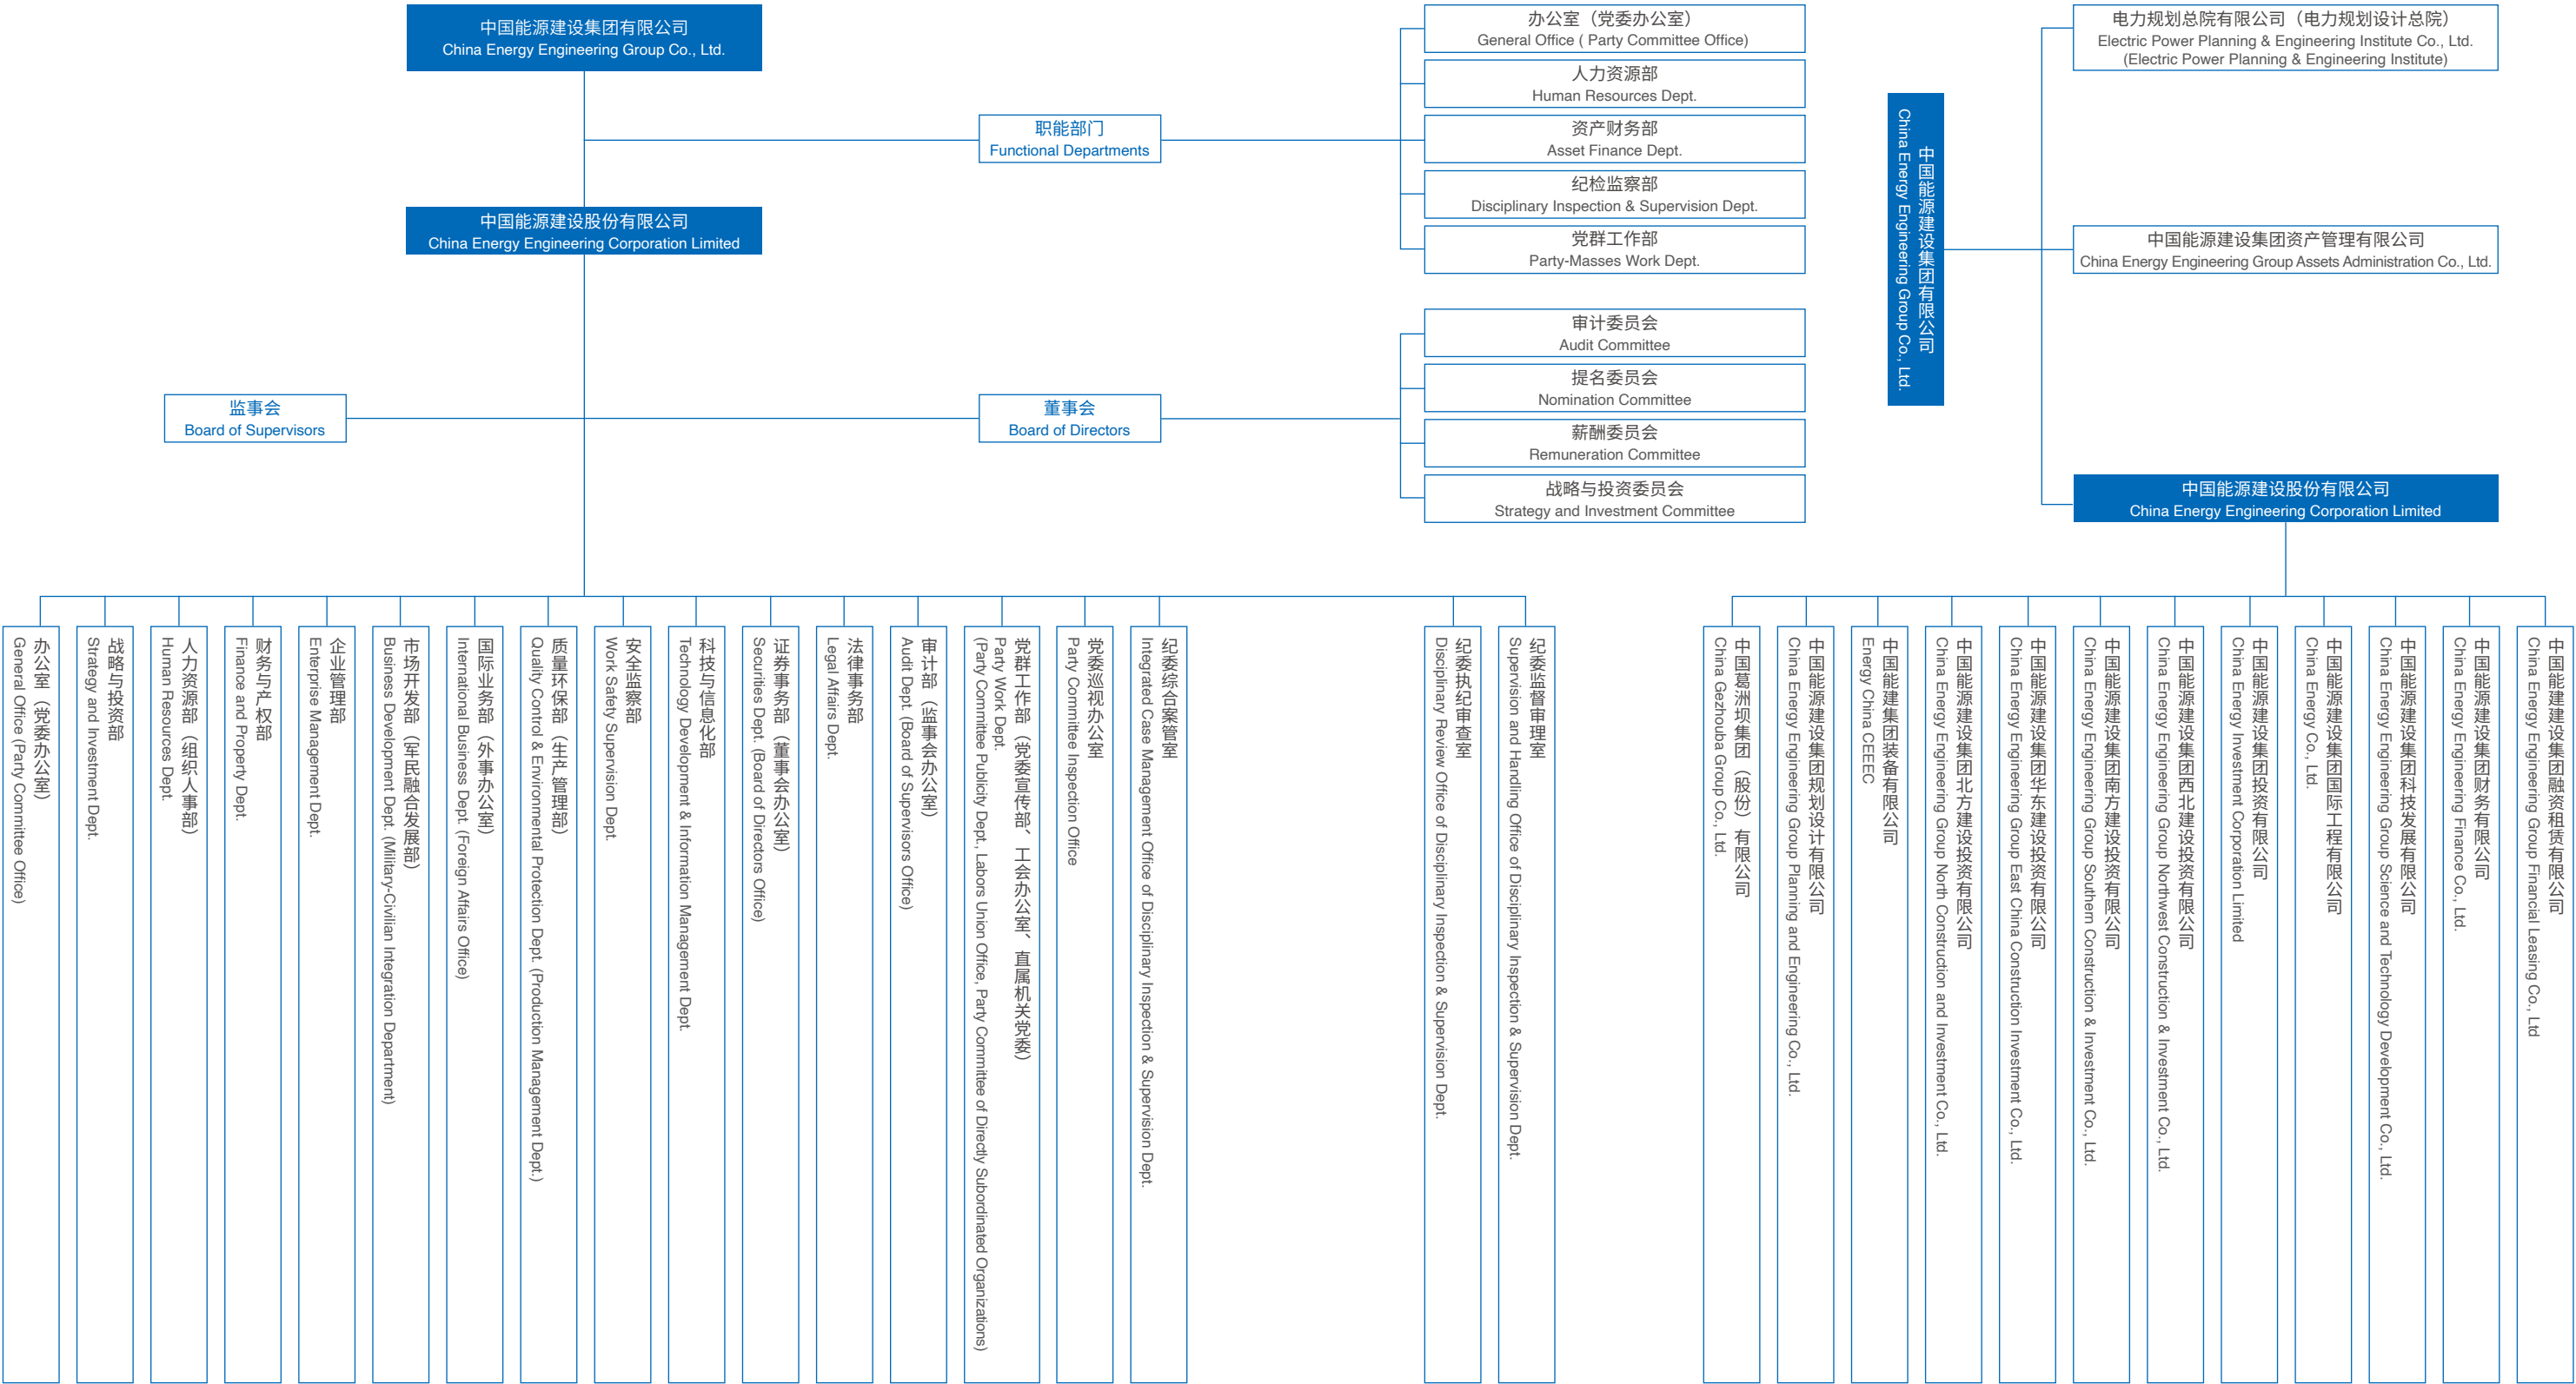 中国能源建设集团有限公司
China Energy Engineering Group Co., Ltd.
职能部门
Functional Departments
办公室（党委办公室）
General Office ( Party Committee Office)
人力资源部
Human Resources Dept.
资产财务部
Asset Finance Dept.
纪检监察部
Disciplinary Inspection & Supervision Dept.
党群工作部
Party-Masses Work Dept.
中国能源建设股份有限公司
China Energy Engineering Corporation Limited
监事会
Board of Supervisors
董事会
Board of Directors
审计委员会
Audit Committee
提名委员会
Nomination Committee
薪酬委员会
Remuneration Committee
战略与投资委员会
Strategy and Investment Committee
办公室（党委办公室）
General Office (Party Committee Office)
战略与投资部
Strategy and Investment Dept.
人力资源部（组织人事部）
Human Resources Dept.
财务与产权部
Finance and Property Dept.
企业管理部
Enterprise Management Dept.
市场开发部（军民融合发展部）
Business Development Dept. (Military-Civilian Integration Department)
国际业务部（外事办公室）
International Business Dept. (Foreign Affairs Office)
质量环保部（生产管理部）
Quality Control & Environmental Protection Dept. (Production Management Dept.)
安全监察部
Work Safety Supervision Dept.
科技与信息化部
Technology Development & Information Management Dept.
证券事务部（董事会办公室）
Securities Dept. (Board of Directors Office)
法律事务部
Legal Affairs Dept.
审计部（监事会办公室）
Audit Dept. (Board of Supervisors Office)
党群工作部（党委宣传部、工会办公室、直属机关党委）
Party Work Dept.
(Party Committee Publicity Dept., Labors Union Office, Party Committee of Directly Subordinated Organizations)
党委巡视办公室
Party Committee Inspection Office
纪委综合案管室
Integrated Case Management Office of Disciplinary Inspection & Supervision Dept.
纪委执纪审查室
Disciplinary Review Office of Disciplinary Inspection & Supervision Dept.
纪委监督审理室
Supervision and Handling Office of Disciplinary Inspection & Supervision Dept.
中国能源建设集团有限公司
China Energy Engineering Group Co., Ltd.
电力规划总院有限公司（电力规划设计总院）
Electric Power Planning & Engineering Institute Co., Ltd.
(Electric Power Planning & Engineering Institute)
中国能源建设集团资产管理有限公司
China Energy Engineering Group Assets Administration Co., Ltd.
中国能源建设股份有限公司
China Energy Engineering Corporation Limited
中国葛洲坝集团（股份）有限公司
China Gezhouba Group Co., Ltd.
中国能源建设集团规划设计有限公司
China Energy Engineering Group Planning and Engineering Co., Ltd.
中国能建集团装备有限公司
Energy China CEEEC
中国能源建设集团北方建设投资有限公司
China Energy Engineering Group North Construction and Investment Co., Ltd.
中国能源建设集团华东建设投资有限公司
China Energy Engineering Group East China Construction Investment Co., Ltd.
中国能源建设集团南方建设投资有限公司
China Energy Engineering Group Southern Construction & Investment Co., Ltd.
中国能源建设集团西北建设投资有限公司
China Energy Engineering Group Northwest Construction & Investment Co., Ltd.
中国能源建设集团投资有限公司
China Energy Investment Corporation Limited
中国能源建设集团国际工程有限公司
China Energy Co., Ltd.
中国能源建设集团科技发展有限公司
China Energy Engineering Group Science and Technology Development Co., Ltd.
中国能源建设集团财务有限公司
China Energy Engineering Finance Co., Ltd.
中国能建建设集团融资租赁有限公司
China Energy Engineering Group Financial Leasing Co., Ltd